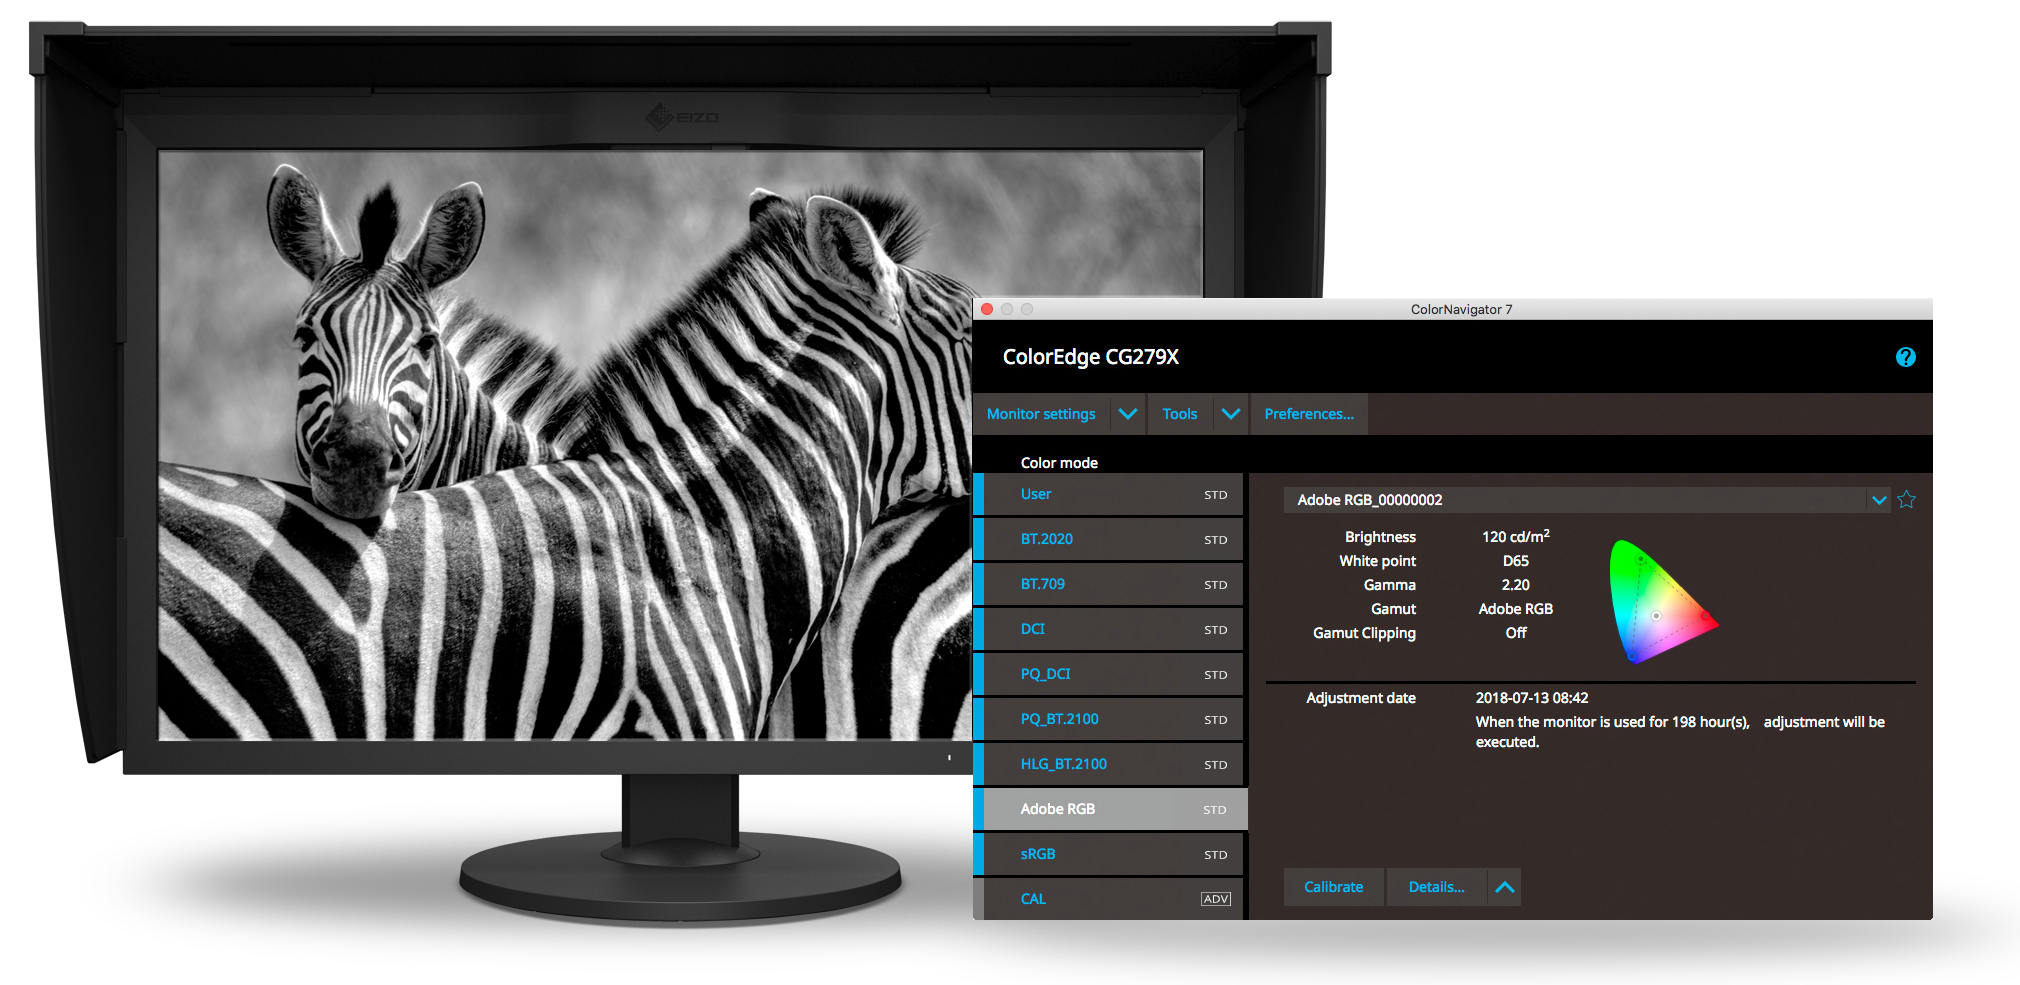 EIZO
ColorNavigator 7
ColorEdge CG279X
?
Monitor settings
Tools
Preferences...
Color mode
User STD
BT.2020 STD
BT.709 STD
DCI STD
PQ_DCI STD
PQ_BT.2100 STD
HLG_BT.2100 STD
Adobe RGB STD
sRGB STD
CAL ADV
Adobe RGB_00000002
Brightness 120 cd/m²
White point D65
Gamma 2.20
Gamut Adobe RGB
Gamut Clipping Off
Adjustment date 2018-07-13 08:42
When the monitor is used for 198 hour(s), adjustment will be
executed.
Calibrate
Details...